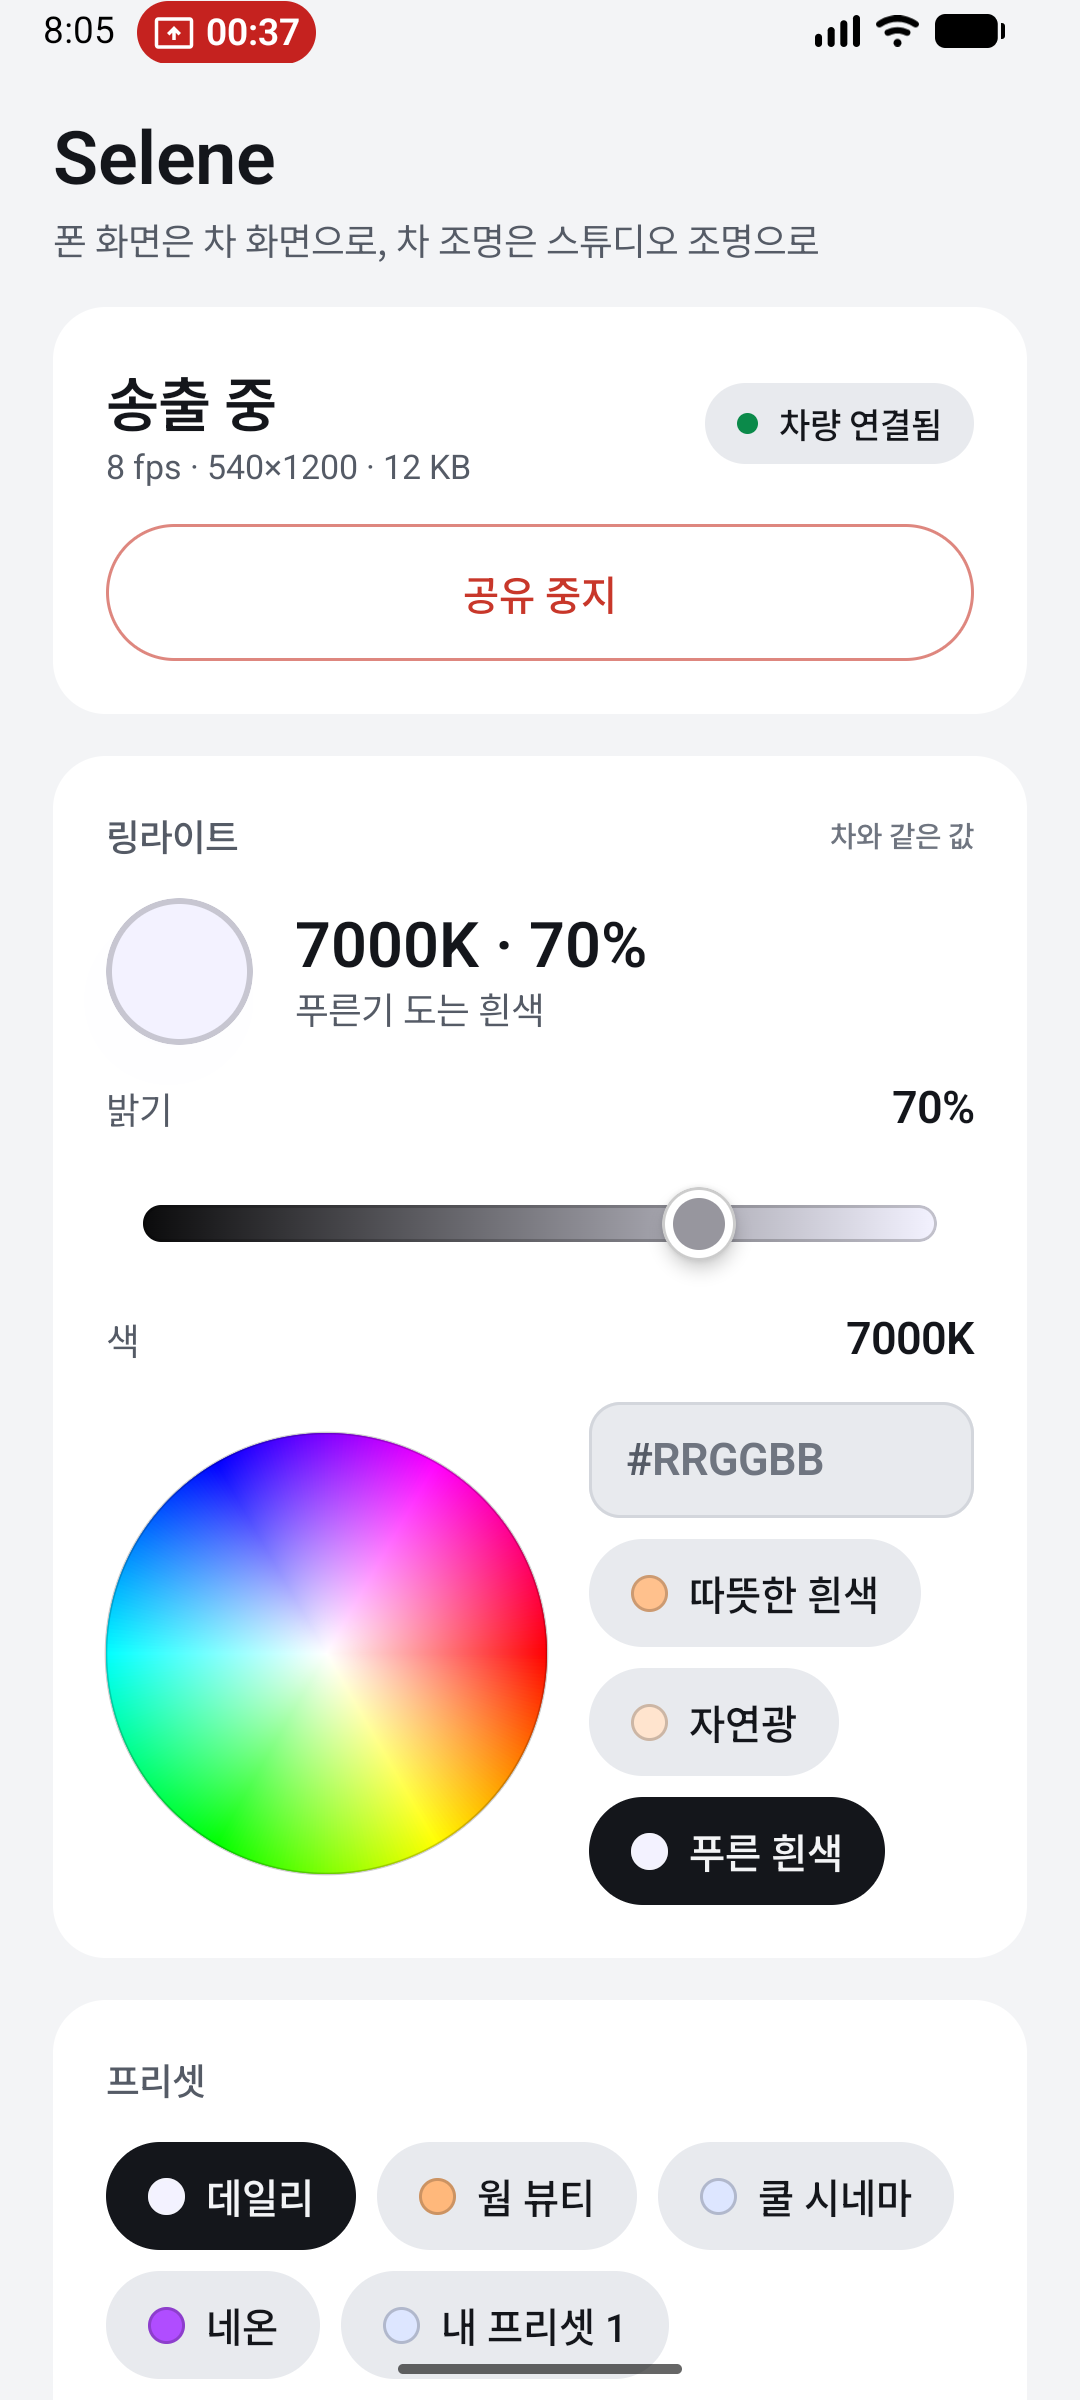 8:05
00:37
Selene
폰 화면은 차 화면으로, 차 조명은 스튜디오 조명으로
송출 중
8 fps · 540×1200 · 12 KB
차량 연결됨
공유 중지
링라이트
차와 같은 값
7000K · 70%
푸른기 도는 흰색
밝기
70%
색
7000K
#RRGGBB
따뜻한 흰색
자연광
푸른 흰색
프리셋
데일리
웜 뷰티
쿨 시네마
네온
내 프리셋 1